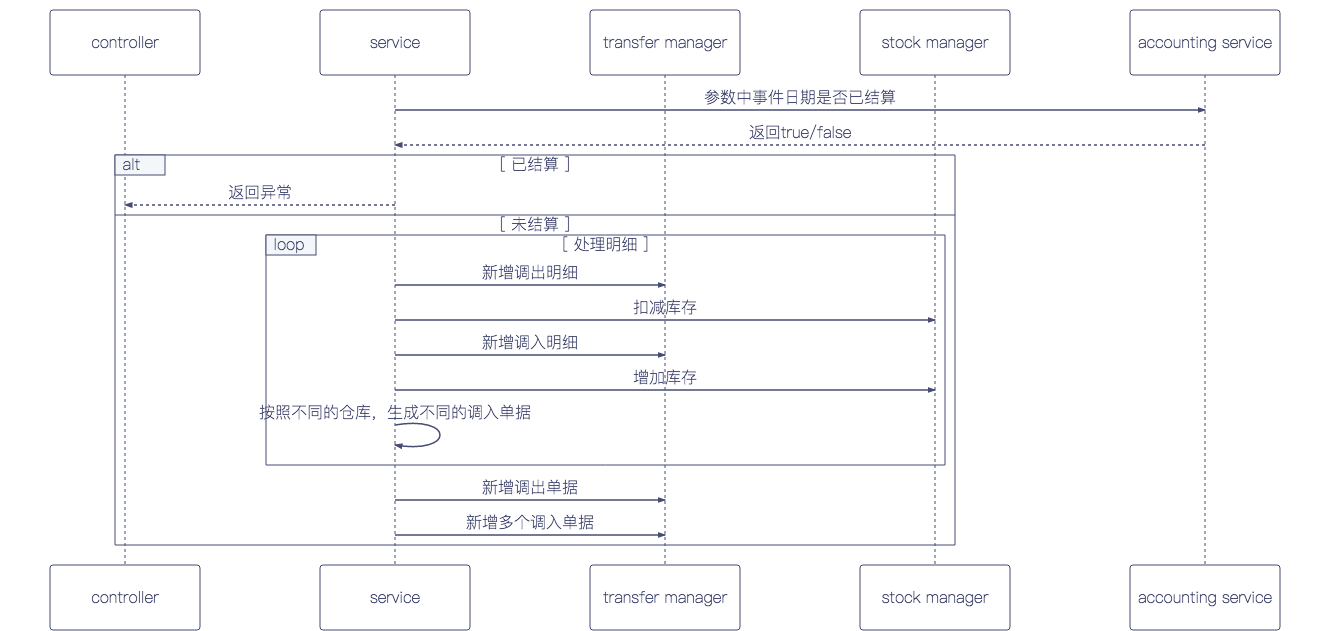 controller
service
transfer manager
stock manager
accounting service
参数中事件日期是否已结算
返回true/false
alt
[ 已结算 ]
返回异常
[ 未结算 ]
loop
[ 处理明细 ]
新增调出明细
扣减库存
新增调入明细
增加库存
按照不同的仓库，生成不同的调入单据
新增调出单据
新增多个调入单据
controller
service
transfer manager
stock manager
accounting service